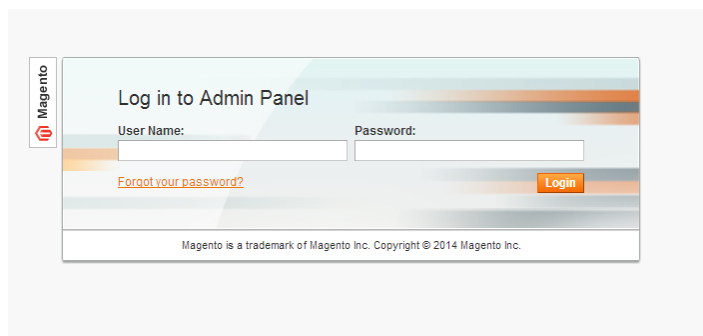 Magento
Log in to Admin Panel
User Name:
Password:
Forgot your password?
Login
Magento is a trademark of Magento Inc. Copyright © 2014 Magento Inc.